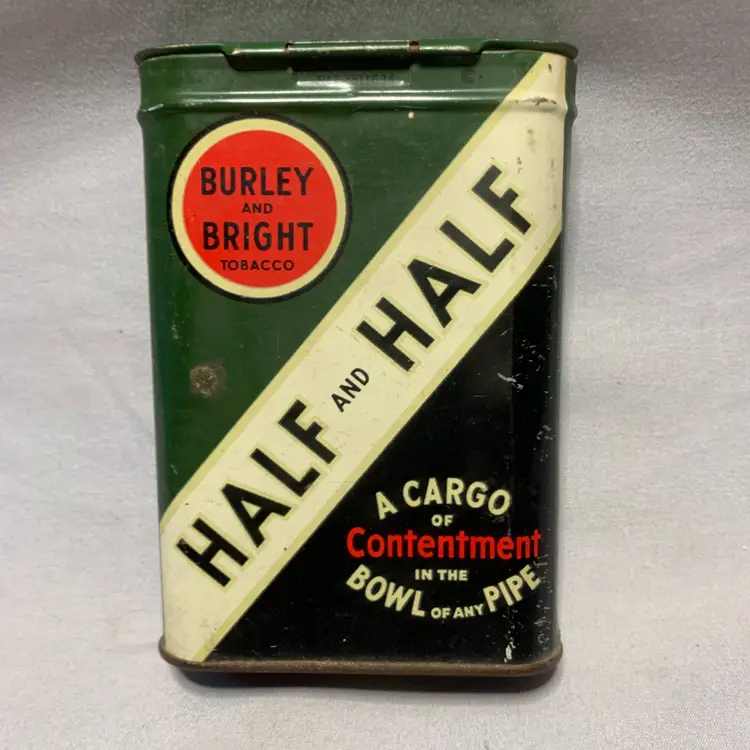 BURLEY
AND
BRIGHT
TOBACCO
HALF AND HALF
A CARGO
OF
Contentment
IN THE
BOWL OF ANY PIPE